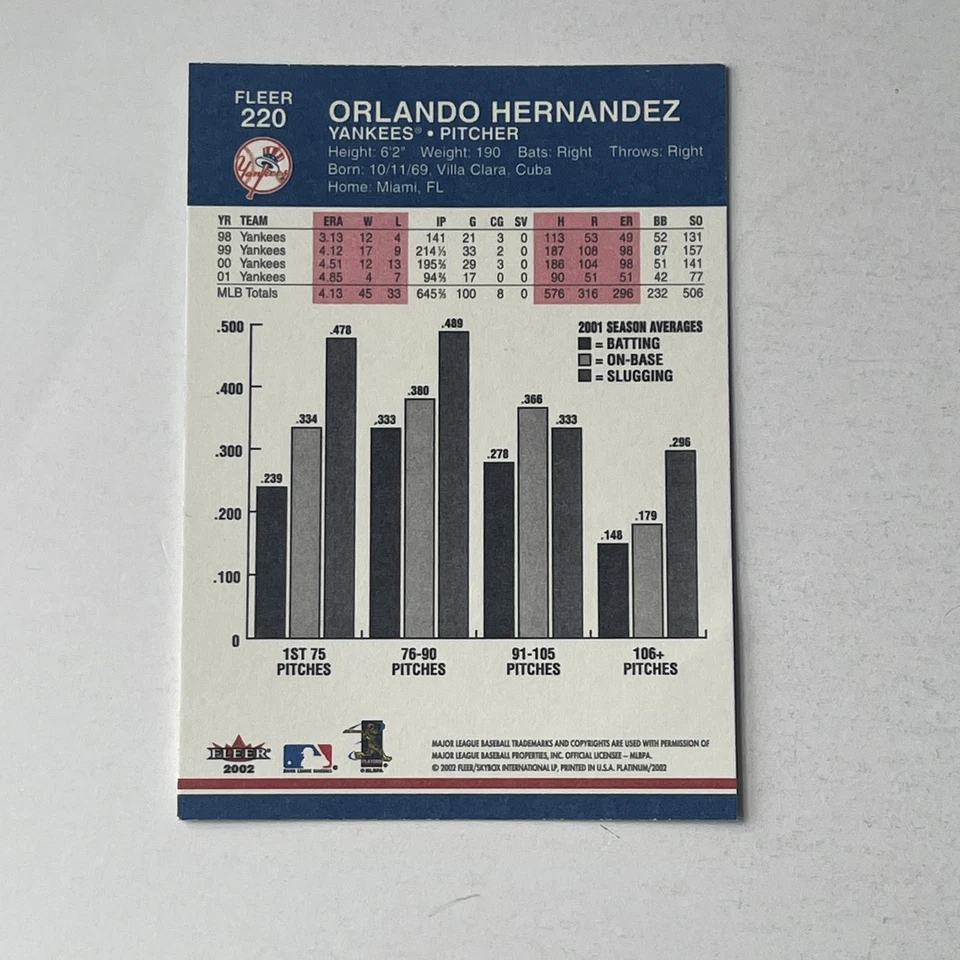 FLEER
220
Yankees
ORLANDO HERNANDEZ
YANKEES® • PITCHER
Height: 6'2" Weight: 190 Bats: Right Throws: Right
Born: 10/11/69, Villa Clara, Cuba
Home: Miami, FL
YR TEAM ERA W L IP G CG SV H R ER BB SO
98 Yankees 3.13 12 4 141 21 3 0 113 53 49 52 131
99 Yankees 4.12 17 9 214⅓ 33 2 0 187 108 98 87 157
00 Yankees 4.51 12 13 195⅔ 29 3 0 186 104 98 51 141
01 Yankees 4.85 4 7 94⅔ 17 0 0 90 51 51 42 77
MLB Totals 4.13 45 33 645⅔ 100 8 0 576 316 296 232 506
2001 SEASON AVERAGES
= BATTING
= ON-BASE
= SLUGGING
.500
.400
.300
.200
.100
0
.239 .334 .478
.333 .380 .489
.278 .366 .333
.148 .179 .296
1ST 75 PITCHES
76-90 PITCHES
91-105 PITCHES
106+ PITCHES
FLEER
2002
MAJOR LEAGUE BASEBALL
PLAYERS
MLBPA
MAJOR LEAGUE BASEBALL TRADEMARKS AND COPYRIGHTS ARE USED WITH PERMISSION OF
MAJOR LEAGUE BASEBALL PROPERTIES, INC. OFFICIAL LICENSEE – MLBPA.
© 2002 FLEER/SKYBOX INTERNATIONAL LP, PRINTED IN U.S.A. PLATINUM/2002